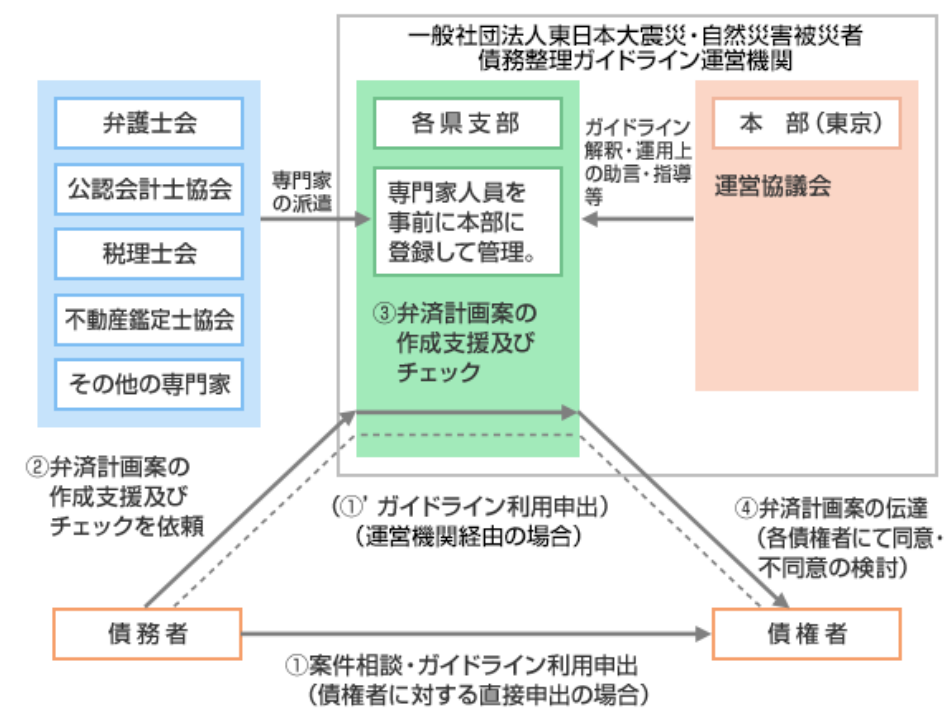 一般社団法人東日本大震災・自然災害被災者
債務整理ガイドライン運営機関
弁護士会
公認会計士協会
税理士会
不動産鑑定士協会
その他の専門家
専門家
の派遣
各県支部
専門家人員を
事前に本部に
登録して管理。
③弁済計画案の
作成支援及び
チェック
ガイドライン
解釈・運用上
の助言・指導
等
本　部（東京）
運営協議会
②弁済計画案の
作成支援及び
チェックを依頼
（①’ガイドライン利用申出）
（運営機関経由の場合）
④弁済計画案の伝達
（各債権者にて同意・
不同意の検討）
債務者
債権者
①案件相談・ガイドライン利用申出
（債権者に対する直接申出の場合）